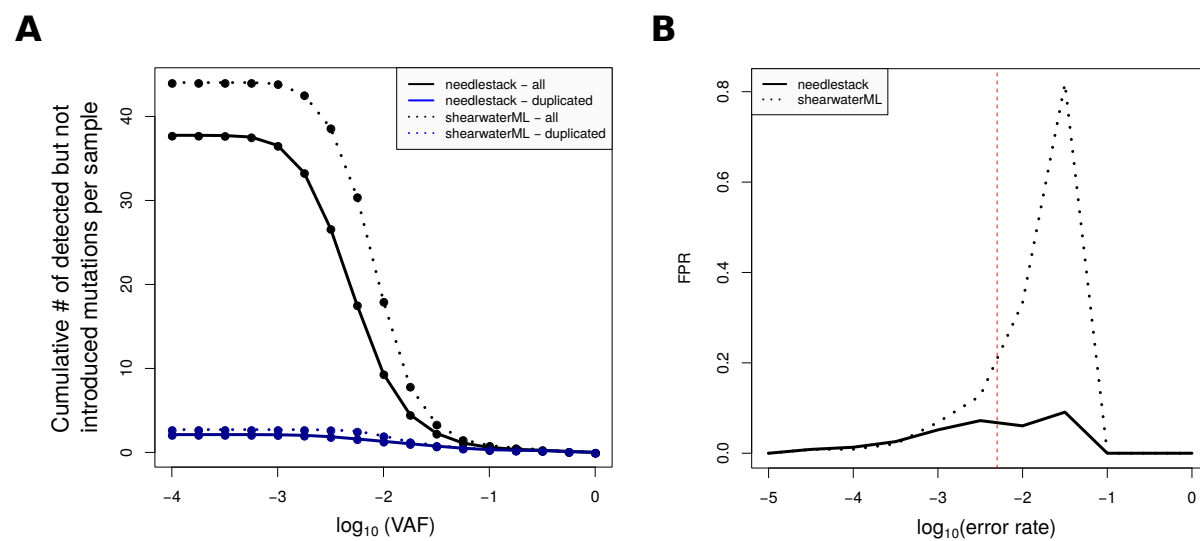 A
Cumulative # of detected but not
introduced mutations per sample
0
10
20
30
40
needlestack − all
needlestack − duplicated
shearwaterML − all
shearwaterML − duplicated
−4
−3
−2
−1
0
log10 (VAF)
B
FPR
0.0
0.2
0.4
0.6
0.8
needlestack
shearwaterML
−5
−4
−3
−2
−1
0
log10(error rate)